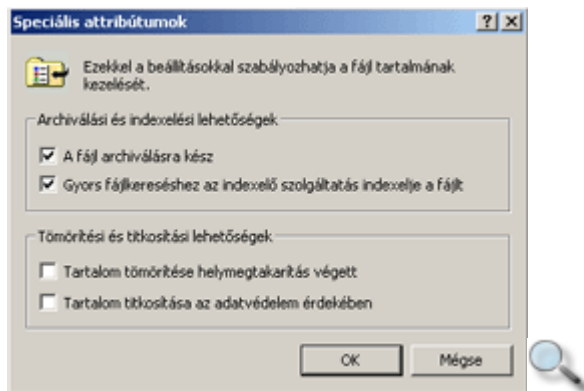 Speciális attribútumok
Ezekkel a beállításokkal szabályozhatja a fájl tartalmának
kezelését.
Archiválási és indexelési lehetőségek
A fájl archiválásra kész
Gyors fájlkereséshez az indexelő szolgáltatás indexelje a fájlt
Tömörítési és titkosítási lehetőségek
Tartalom tömörítése helymegtakarítás végett
Tartalom titkosítása az adatvédelem érdekében
OK Mégse